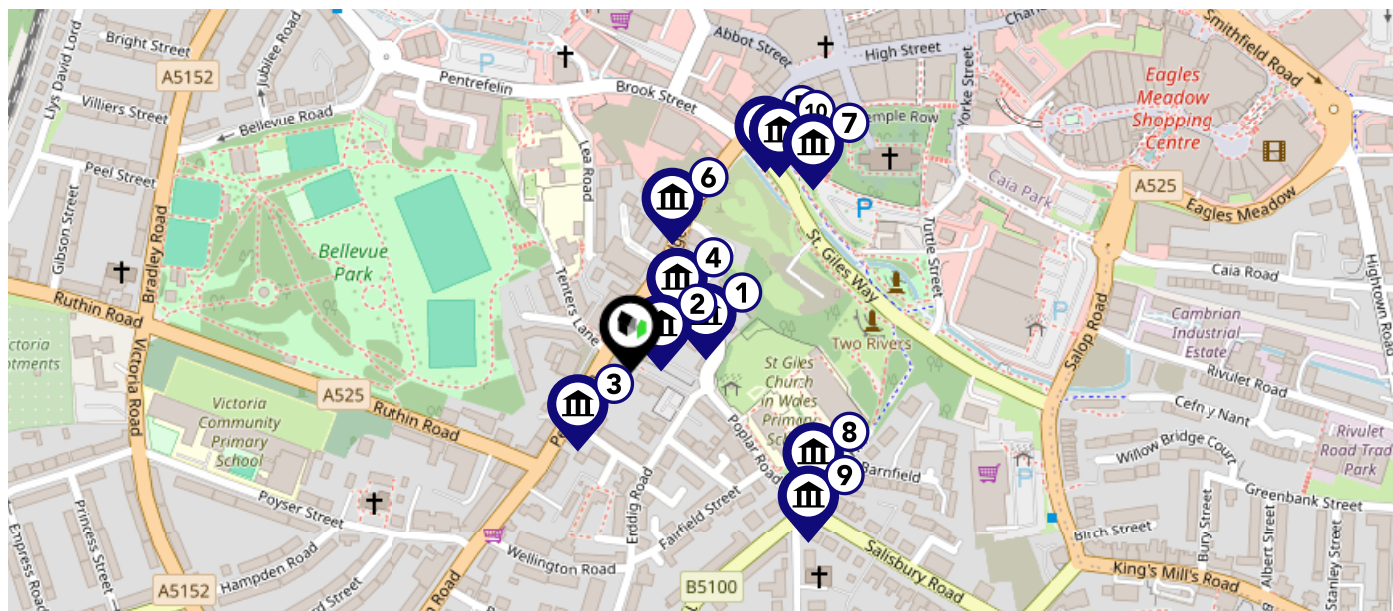 Bright Street
Llys David Lord
Jubilee Road
A5152
Villiers Street
Bellevue Road
Peel Street
Gibson Street
Bradley Road
Pentrefelin
P
Brook Street
Abbot Street
High Street
Yorke Street
Temple Row
Smithfield Road
Eagles
Meadow
Shopping
Centre
A525
Eagles Meadow
Caia Park
Lea Road
10
7
6
P
Tuttle Street
St. Giles Way
Bellevue
Park
Tenters Lane
4
2
1
3
Two Rivers
P
Salop Road
Caia Road
Hightown Road
Cambrian
Industrial
Estate
Rivulet Road
Ruthin Road
Victoria Road
A525
Ruthin Road
Victoria
Community
Primary
School
St Giles
Church
in Wales
Poplar Road
8
9
Barnfield
P
Cefn y Nant
Willow Bridge Court
Rivulet
Road Trad
Park
Greenbank Street
Poyser Street
Princess Street
Empress Road
Hampden Road
Wellington Road
Erddig Road
Fairfield Street
Salisbury Road
Birch Street
Bury Street
Albert Street
Stanley Street
King's Mill's Road
A5152
B5100